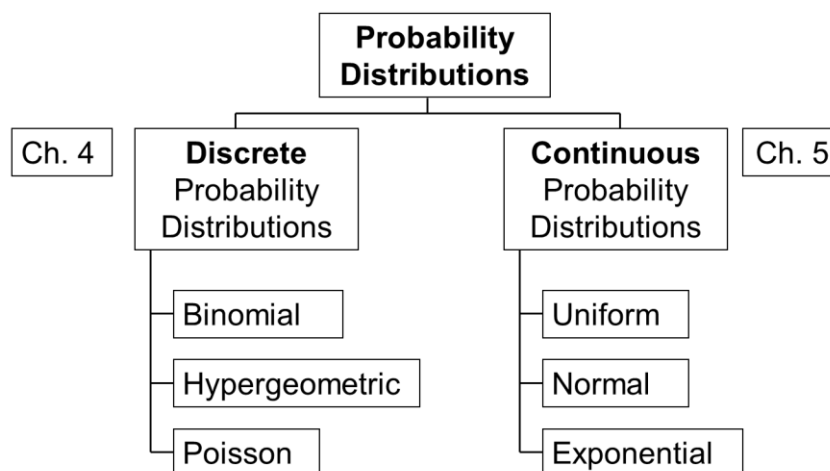 Probability
Distributions
Ch. 4
Discrete
Probability
Distributions
Continuous
Probability
Distributions
Ch. 5
Binomial
Hypergeometric
Poisson
Uniform
Normal
Exponential